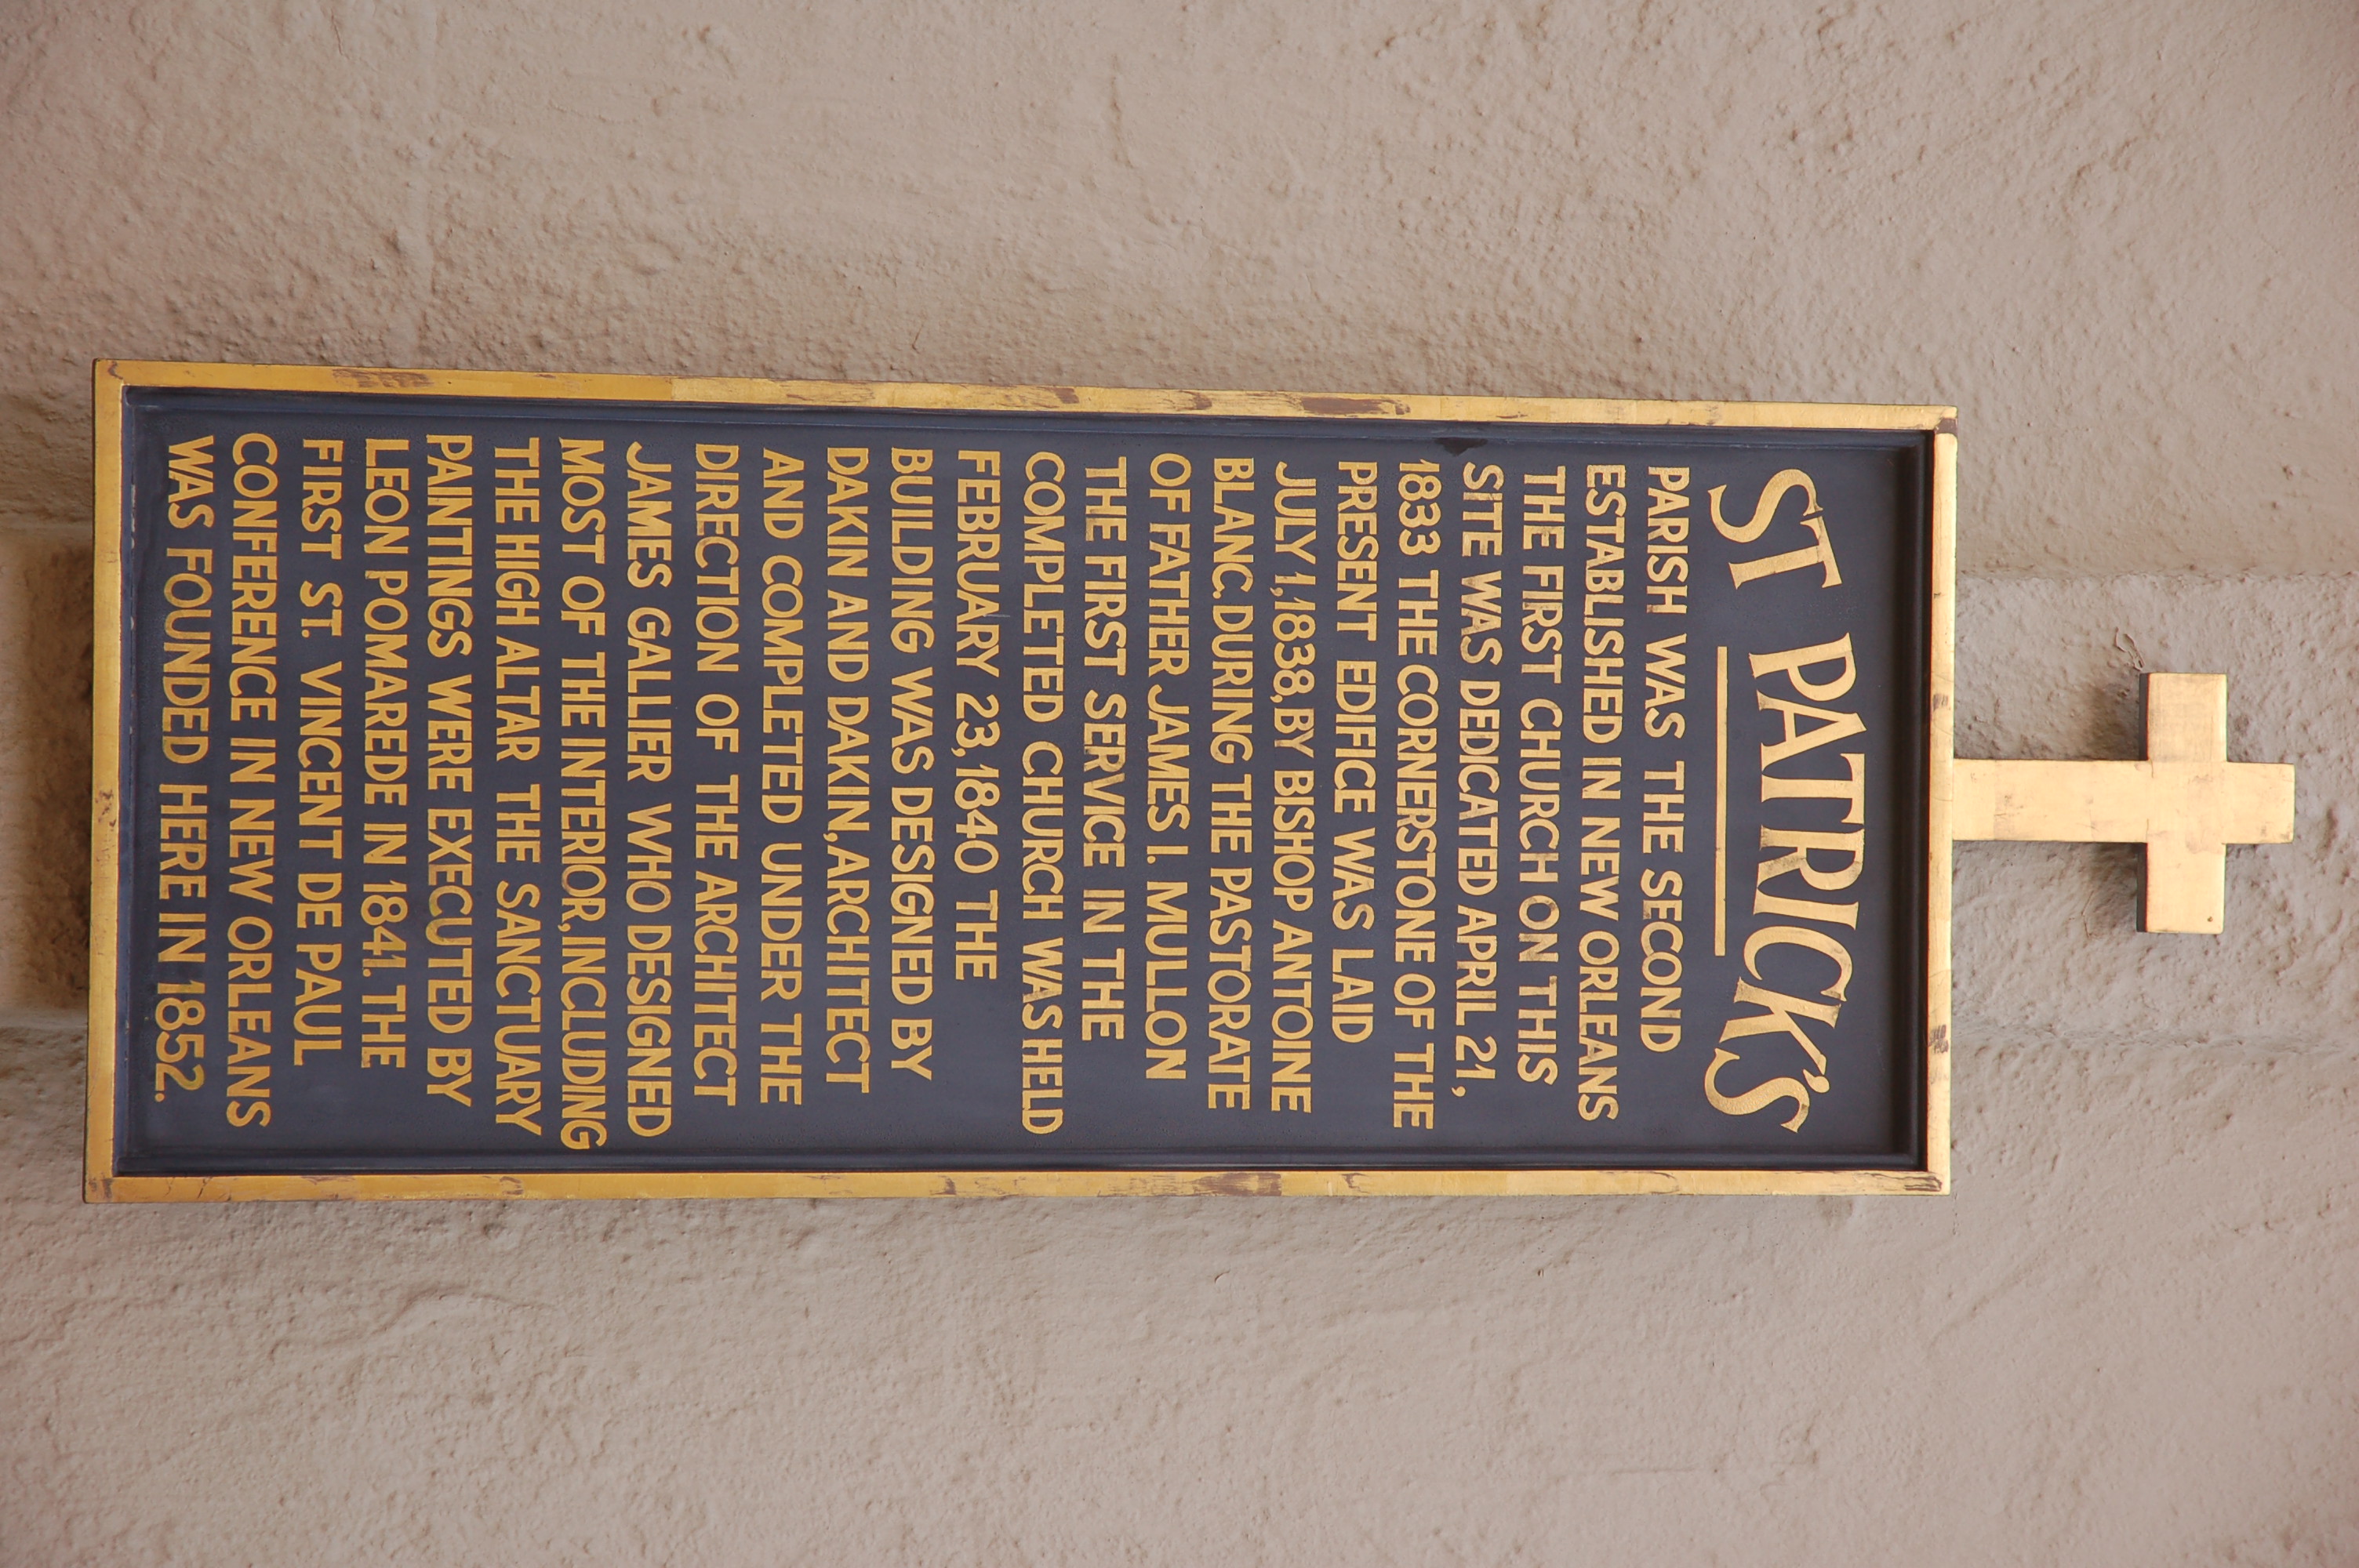 ST PATRICK'S
PARISH WAS THE SECOND
ESTABLISHED IN NEW ORLEANS
THE FIRST CHURCH ON THIS
SITE WAS DEDICATED APRIL 21,
1833 THE CORNERSTONE OF THE
PRESENT EDIFICE WAS LAID
JULY 1, 1838, BY BISHOP ANTOINE
BLANC, DURING THE PASTORATE
OF FATHER JAMES I. MULLON
THE FIRST SERVICE IN THE
COMPLETED CHURCH WAS HELD
FEBRUARY 23, 1840 THE
BUILDING WAS DESIGNED BY
DAKIN AND DAKIN, ARCHITECT
AND COMPLETED UNDER THE
DIRECTION OF THE ARCHITECT
JAMES GALLIER WHO DESIGNED
MOST OF THE INTERIOR, INCLUDING
THE HIGH ALTAR THE SANCTUARY
PAINTINGS WERE EXECUTED BY
LEON POMAREDE IN 1841. THE
FIRST ST. VINCENT DE PAUL
CONFERENCE IN NEW ORLEANS
WAS FOUNDED HERE IN 1852.